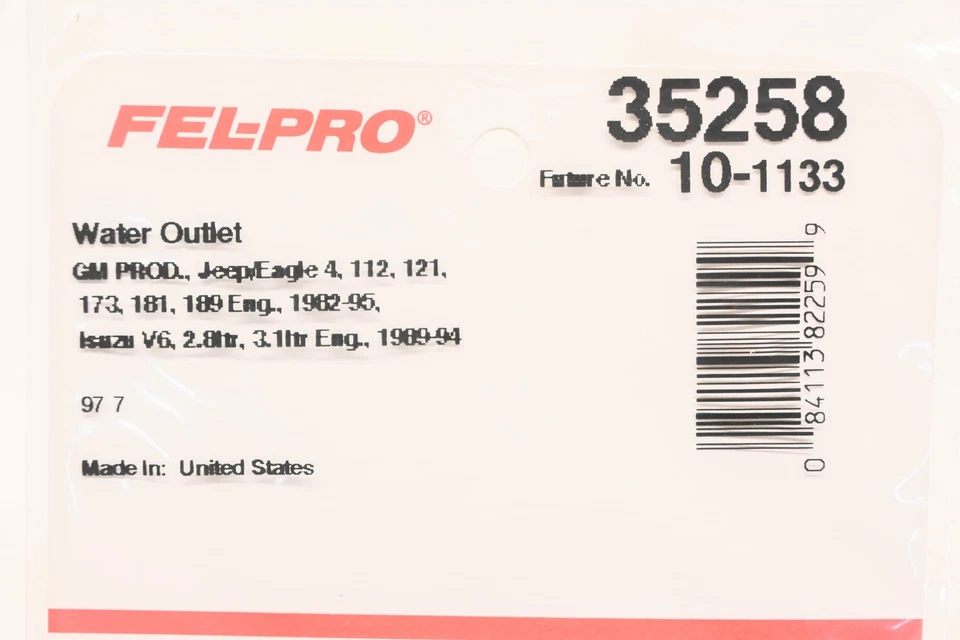 FEL-PRO®
35258
Future No. 10-1133
Water Outlet
GM PROD., Jeep/Eagle 4, 112, 121,
173, 181, 189 Eng., 1982-95,
Isuzu V6, 2.8ltr, 3.1ltr Eng., 1989-94
97 7
Made In: United States
0 84113 82259 9